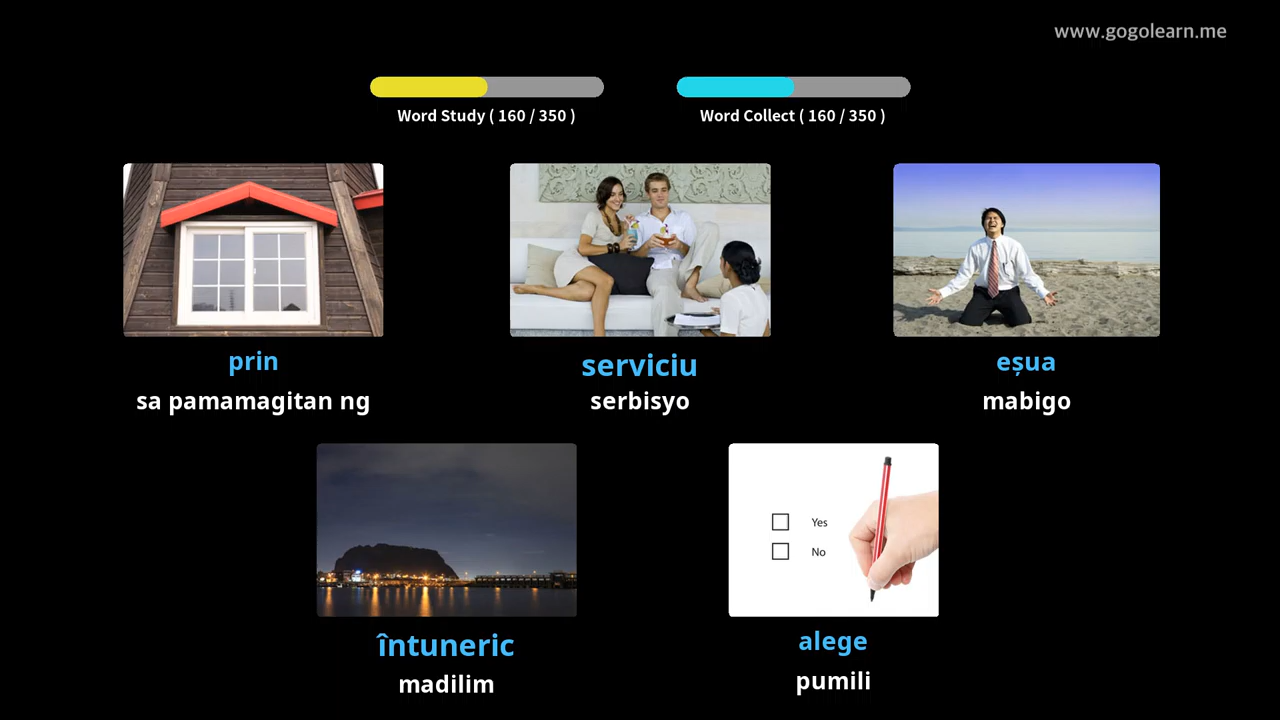 www.gogolearn.me
Word Study ( 160 / 350 )
Word Collect ( 160 / 350 )
prin
sa pamamagitan ng
serviciu
serbisyo
eșua
mabigo
Yes
No
întuneric
madilim
alege
pumili